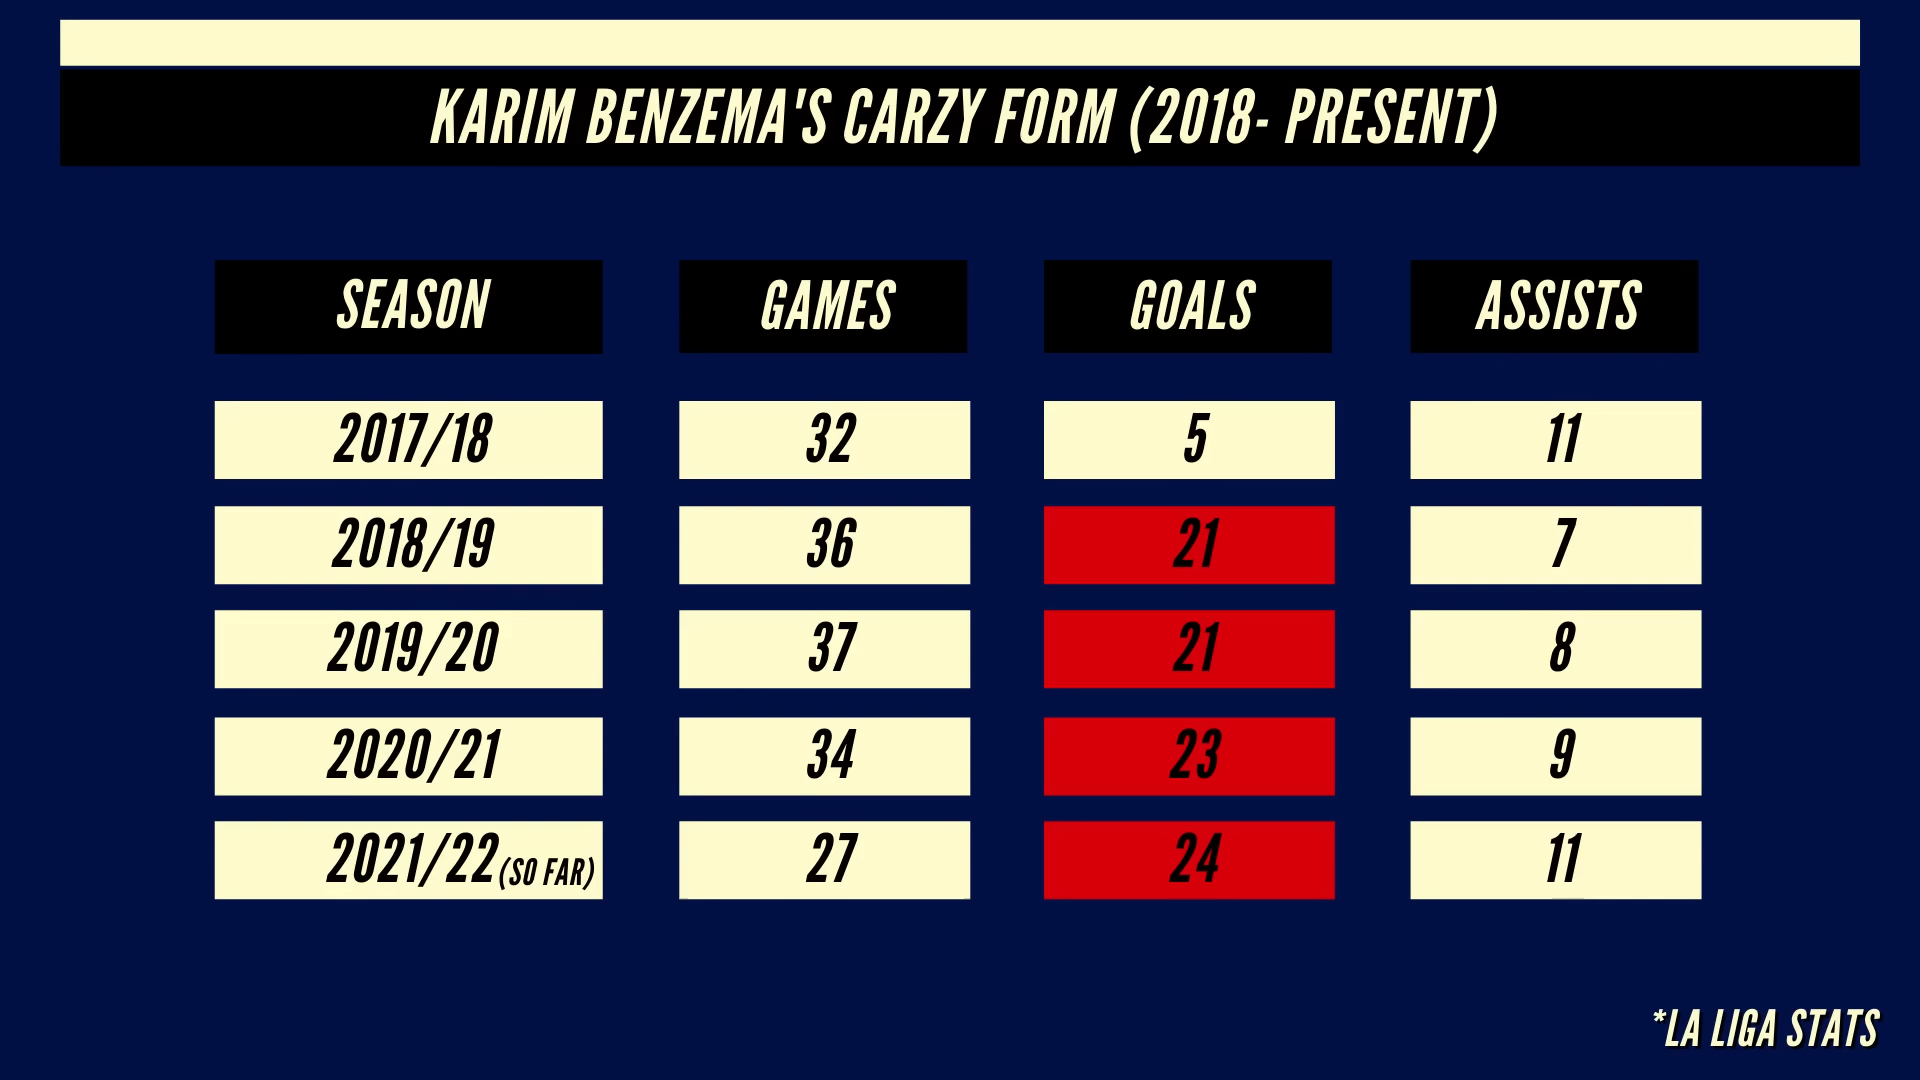 KARIM BENZEMA'S CARZY FORM (2018- PRESENT)
SEASON GAMES GOALS ASSISTS
2017/18 32 5 11
2018/19 36 21 7
2019/20 37 21 8
2020/21 34 23 9
2021/22 (SO FAR) 27 24 11
*LA LIGA STATS